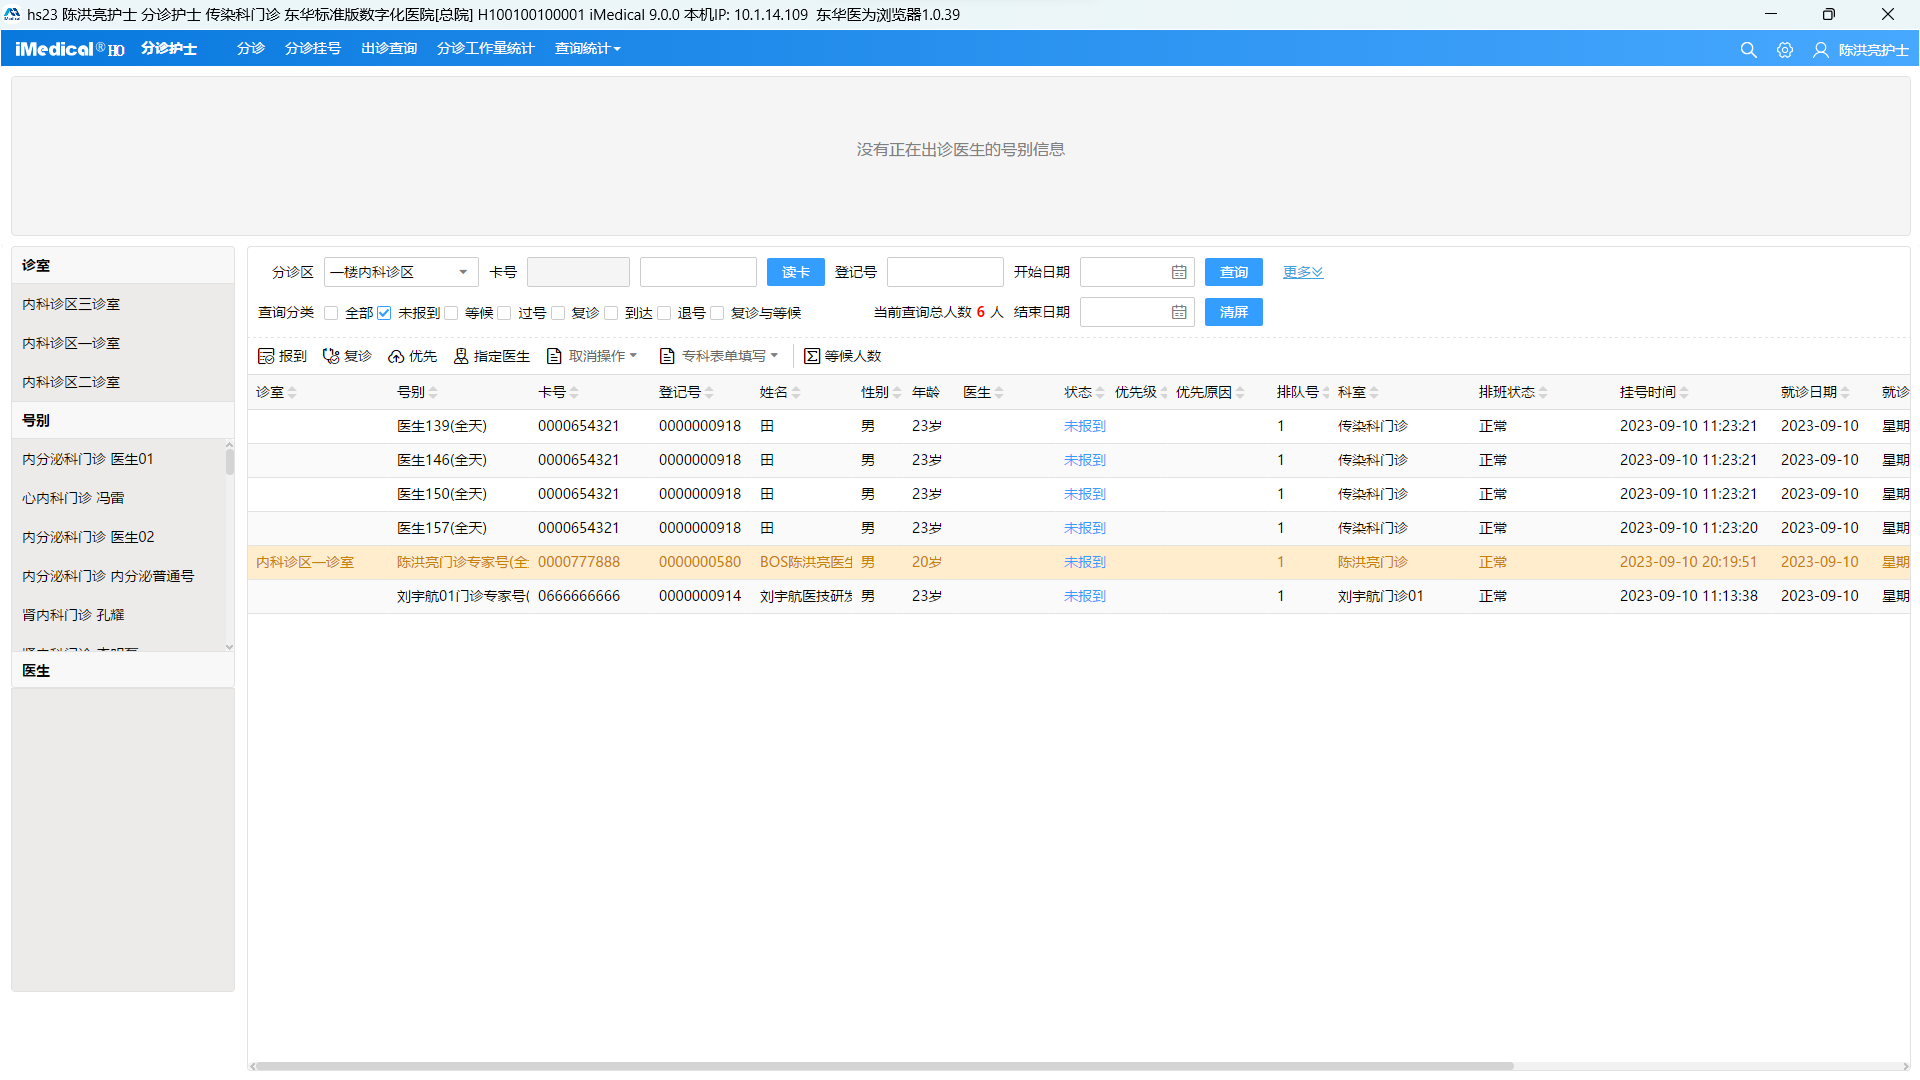 hs23 陈洪亮护士 分诊护士 传染科门诊 东华标准版数字化医院[总院] H100100100001 iMedical 9.0.0 本机IP: 10.1.14.109 东华医为浏览器1.0.39
iMedical® HO 分诊护士 分诊 分诊挂号 出诊查询 分诊工作量统计 查询统计 陈洪亮护士
没有正在出诊医生的号别信息
诊室
内科诊区三诊室
内科诊区一诊室
内科诊区二诊室
号别
内分泌科门诊 医生01
心内科门诊 冯雷
内分泌科门诊 医生02
内分泌科门诊 内分泌普通号
肾内科门诊 孔耀
医生
分诊区 一楼内科诊区 卡号 读卡 登记号 开始日期 查询 更多
查询分类 全部 未报到 等候 过号 复诊 到达 退号 复诊与等候 当前查询总人数 6 人 结束日期 清屏
报到 复诊 优先 指定医生 取消操作 专科表单填写 等候人数
诊室 号别 卡号 登记号 姓名 性别 年龄 医生 状态 优先级 优先原因 排队号 科室 排班状态 挂号时间 就诊日期 就诊
医生139(全天) 0000654321 0000000918 田 男 23岁 未报到 1 传染科门诊 正常 2023-09-10 11:23:21 2023-09-10 星期
医生146(全天) 0000654321 0000000918 田 男 23岁 未报到 1 传染科门诊 正常 2023-09-10 11:23:21 2023-09-10 星期
医生150(全天) 0000654321 0000000918 田 男 23岁 未报到 1 传染科门诊 正常 2023-09-10 11:23:21 2023-09-10 星期
医生157(全天) 0000654321 0000000918 田 男 23岁 未报到 1 传染科门诊 正常 2023-09-10 11:23:20 2023-09-10 星期
内科诊区一诊室 陈洪亮门诊专家号(全 0000777888 0000000580 BOS陈洪亮医生 男 20岁 未报到 1 陈洪亮门诊 正常 2023-09-10 20:19:51 2023-09-10 星期
刘宇航01门诊专家号( 0666666666 0000000914 刘宇航医技研发 男 23岁 未报到 1 刘宇航门诊01 正常 2023-09-10 11:13:38 2023-09-10 星期